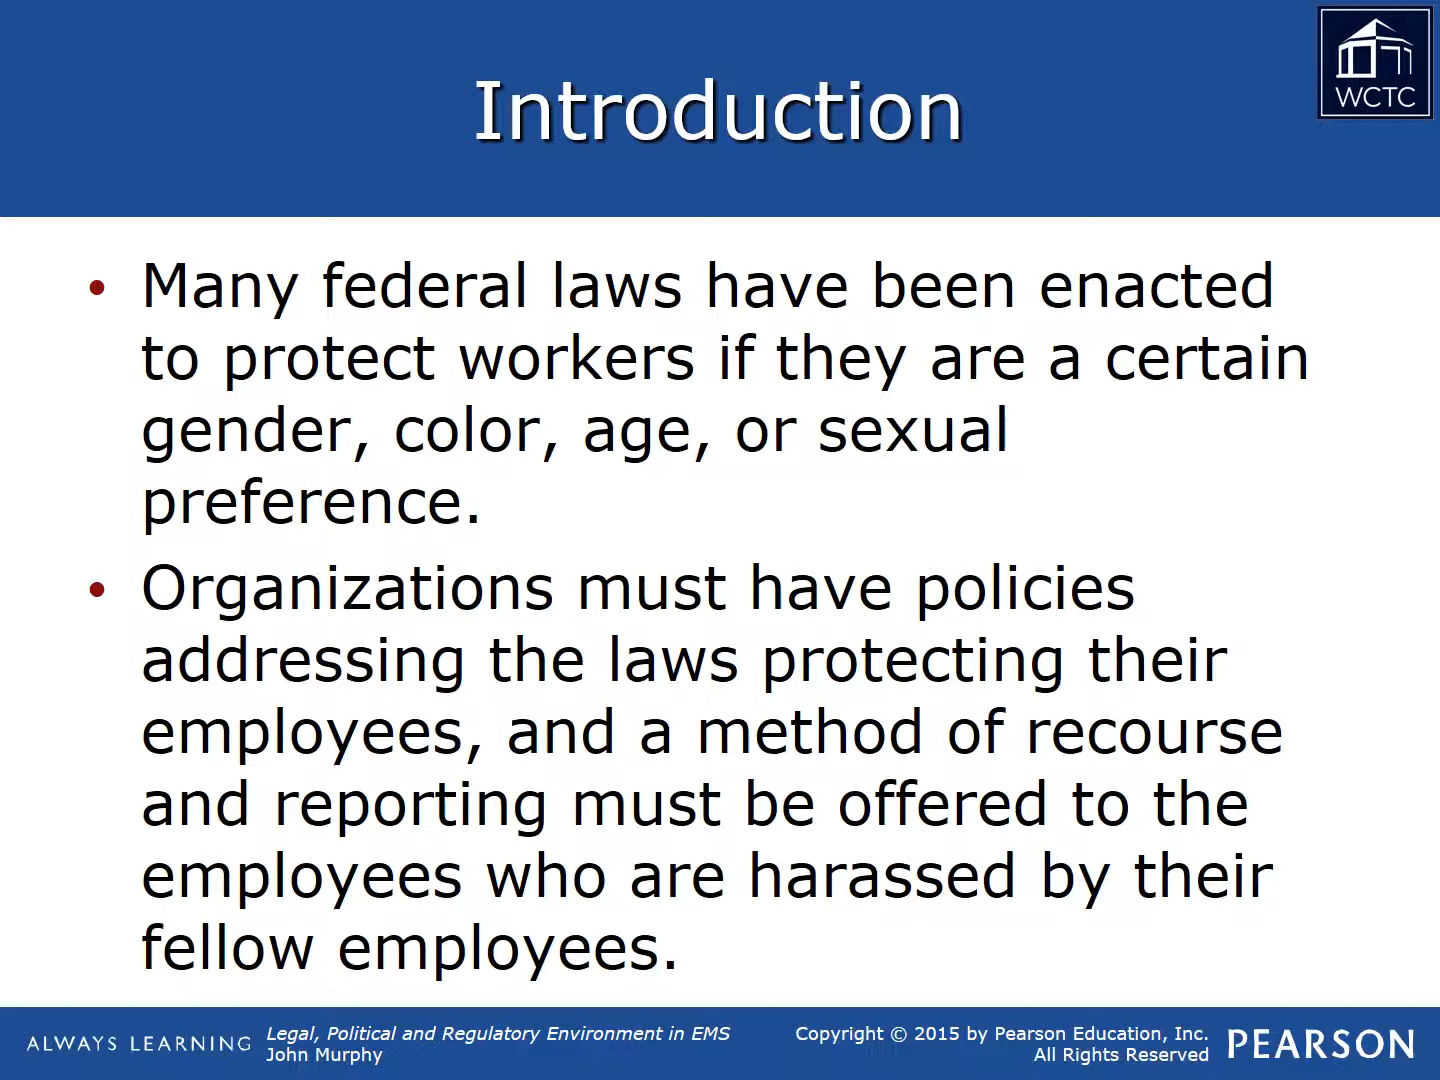 Introduction
WCTC
• Many federal laws have been enacted
to protect workers if they are a certain
gender, color, age, or sexual
preference.
• Organizations must have policies
addressing the laws protecting their
employees, and a method of recourse
and reporting must be offered to the
employees who are harassed by their
fellow employees.
ALWAYS LEARNING
Legal, Political and Regulatory Environment in EMS
John Murphy
Copyright © 2015 by Pearson Education, Inc.
All Rights Reserved
PEARSON